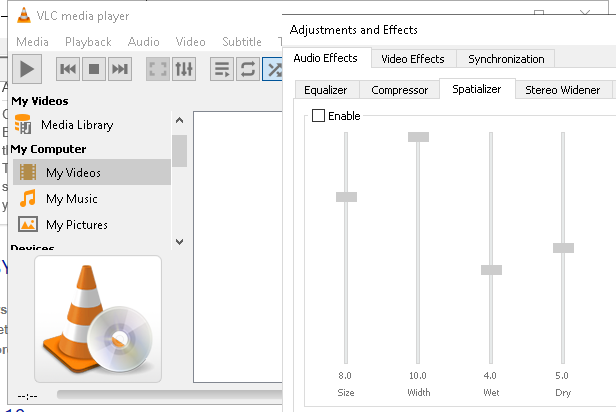 VLC media player
Media Playback Audio Video Subtitle
My Videos
Media Library
My Computer
My Videos
My Music
My Pictures
Devices
--:--
Adjustments and Effects
Audio Effects Video Effects Synchronization
Equalizer Compressor Spatializer Stereo Widener
Enable
8.0 10.0 4.0 5.0
Size Width Wet Dry